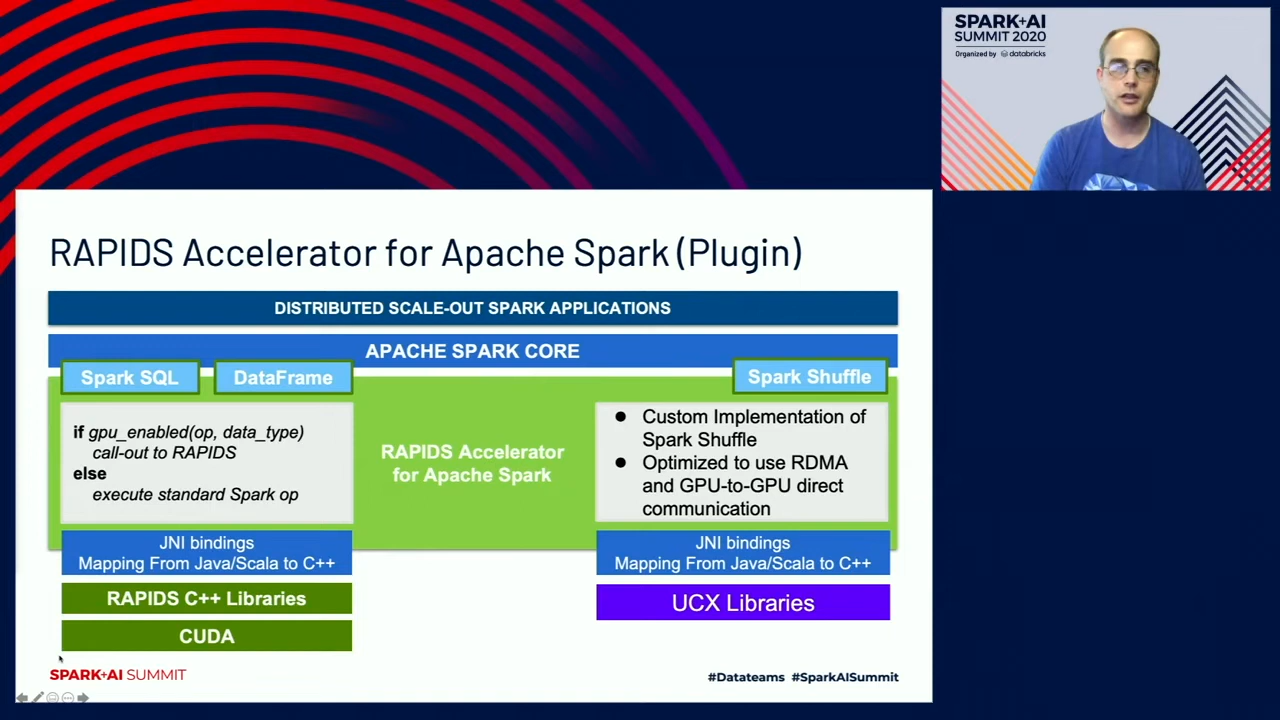 SPARK+AI
SUMMIT 2020
Organized by databricks
RAPIDS Accelerator for Apache Spark (Plugin)
DISTRIBUTED SCALE-OUT SPARK APPLICATIONS
APACHE SPARK CORE
Spark SQL
DataFrame
Spark Shuffle
if gpu_enabled(op, data_type)
call-out to RAPIDS
else
execute standard Spark op
RAPIDS Accelerator
for Apache Spark
● Custom Implementation of
Spark Shuffle
● Optimized to use RDMA
and GPU-to-GPU direct
communication
JNI bindings
Mapping From Java/Scala to C++
JNI bindings
Mapping From Java/Scala to C++
RAPIDS C++ Libraries
UCX Libraries
CUDA
SPARK+AI SUMMIT
#Datateams #SparkAISummit